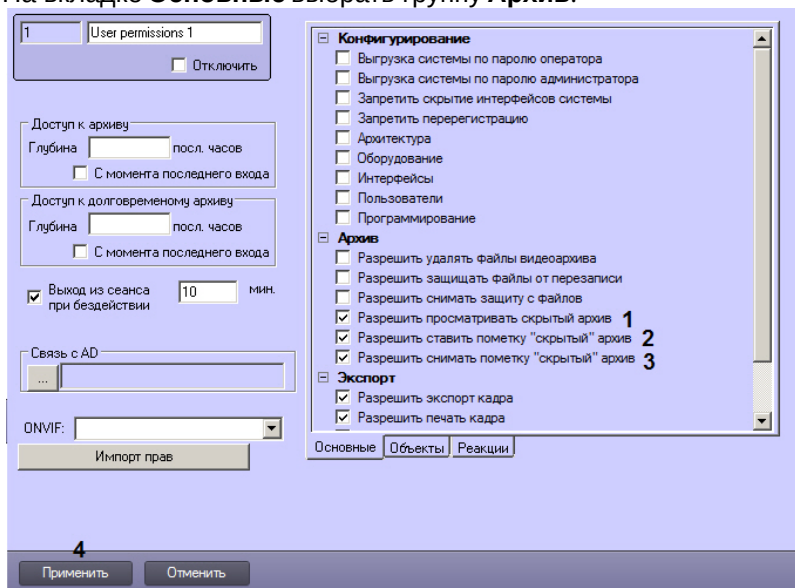 На вкладке Основные выбрать группу Архив.
1 User permissions 1
Отключить
Доступ к архиву
Глубина посл. часов
С момента последнего входа
Доступ к долговременому архиву
Глубина посл. часов
С момента последнего входа
Выход из сеанса при бездействии 10 мин.
Связь с AD
...
ONVIF:
Импорт прав
Конфигурирование
Выгрузка системы по паролю оператора
Выгрузка системы по паролю администратора
Запретить скрытие интерфейсов системы
Запретить перерегистрацию
Архитектура
Оборудование
Интерфейсы
Пользователи
Программирование
Архив
Разрешить удалять файлы видеоархива
Разрешить защищать файлы от перезаписи
Разрешить снимать защиту с файлов
Разрешить просматривать скрытый архив 1
Разрешить ставить пометку "скрытый" архив 2
Разрешить снимать пометку "скрытый" архив 3
Экспорт
Разрешить экспорт кадра
Разрешить печать кадра
Основные Объекты Реакции
4
Применить Отменить